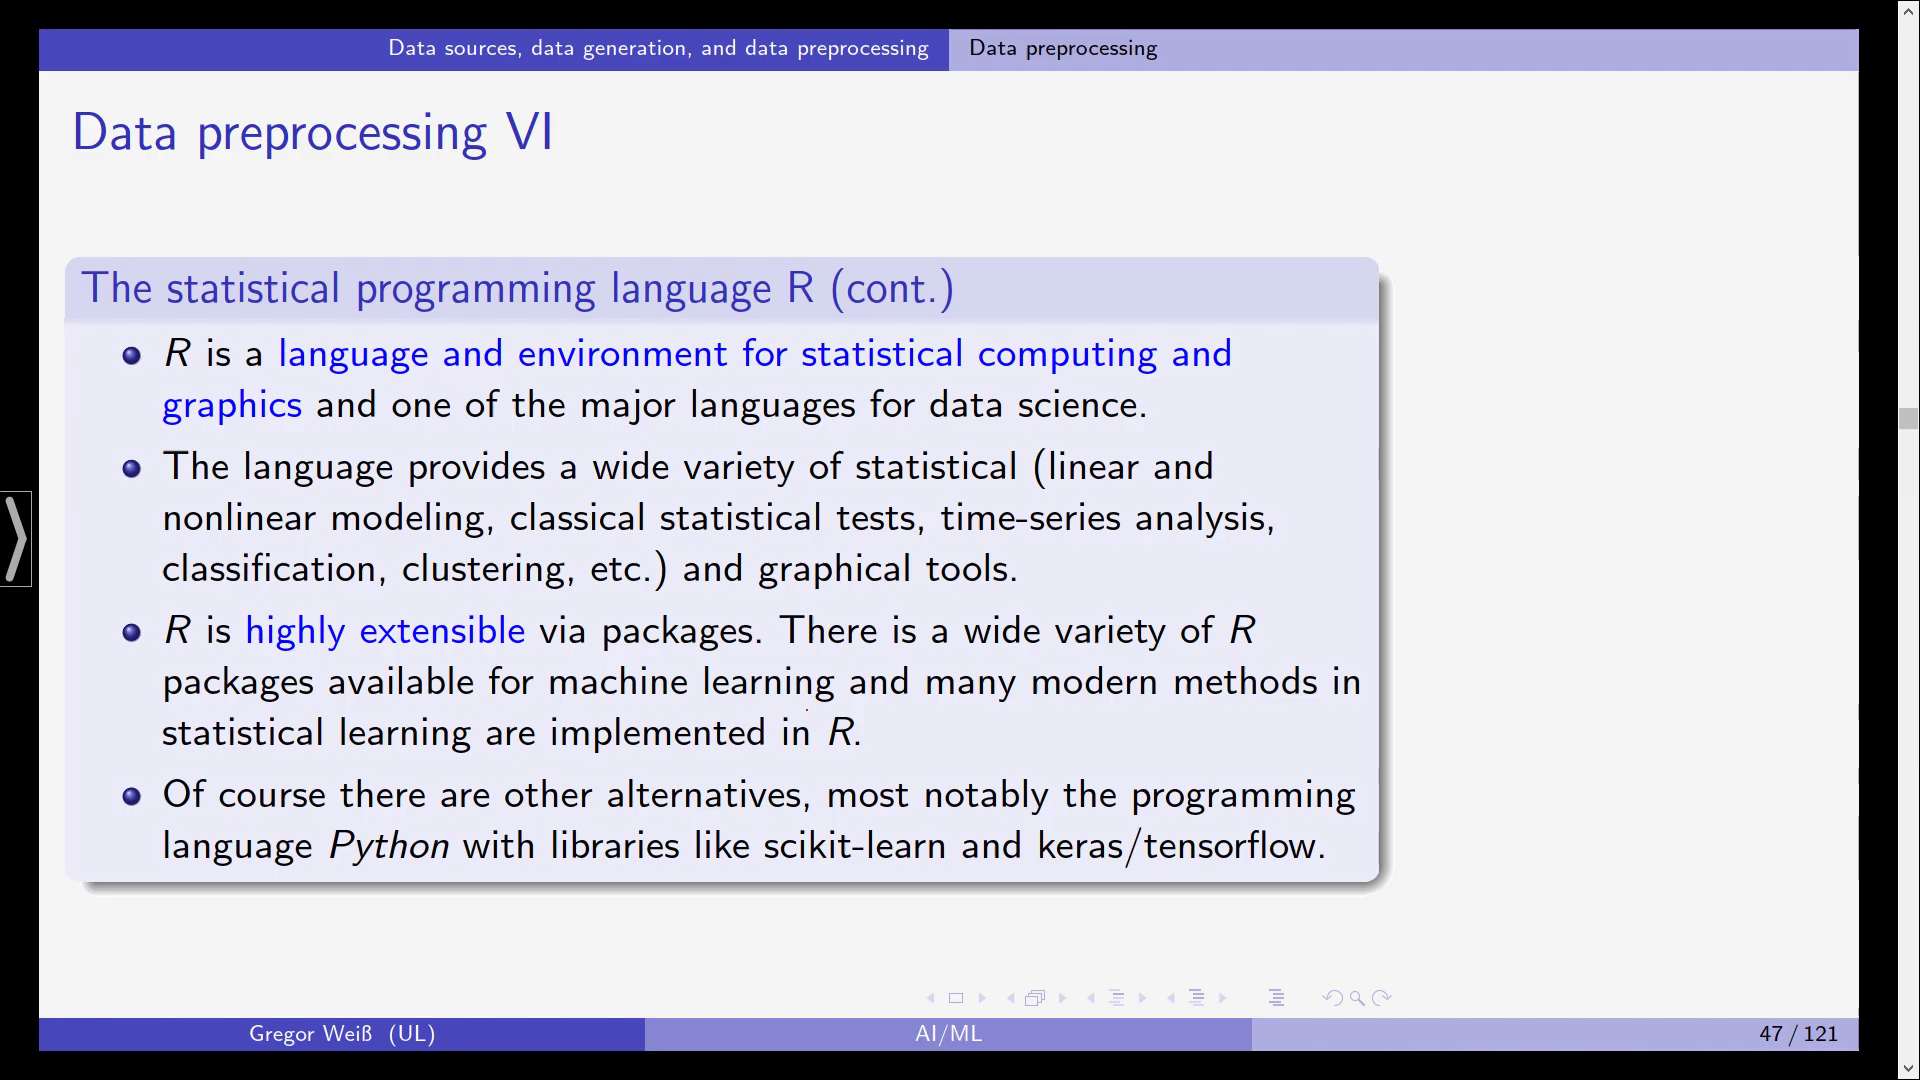 Data sources, data generation, and data preprocessing
Data preprocessing
Data preprocessing VI
The statistical programming language R (cont.)
R is a language and environment for statistical computing and
graphics and one of the major languages for data science.
The language provides a wide variety of statistical (linear and
nonlinear modeling, classical statistical tests, time-series analysis,
classification, clustering, etc.) and graphical tools.
R is highly extensible via packages. There is a wide variety of R
packages available for machine learning and many modern methods in
statistical learning are implemented in R.
Of course there are other alternatives, most notably the programming
language Python with libraries like scikit-learn and keras/tensorflow.
Gregor Weiß (UL)
AI/ML
47 / 121